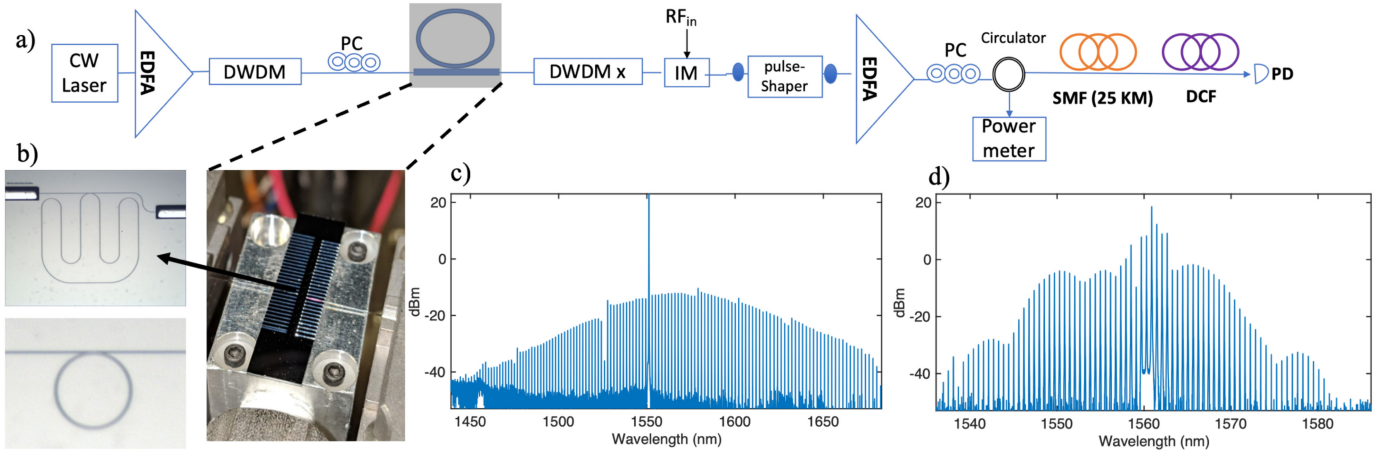 a)
CW
Laser
EDFA
DWDM
PC
DWDM x
RFin
IM
pulse-
Shaper
EDFA
PC
Circulator
Power
meter
SMF (25 KM)
DCF
PD
b)
c)
20
0
-20
-40
dBm
1450
1500
1550
1600
1650
Wavelength (nm)
d)
20
0
-20
-40
dBm
1540
1550
1560
1570
1580
Wavelength (nm)